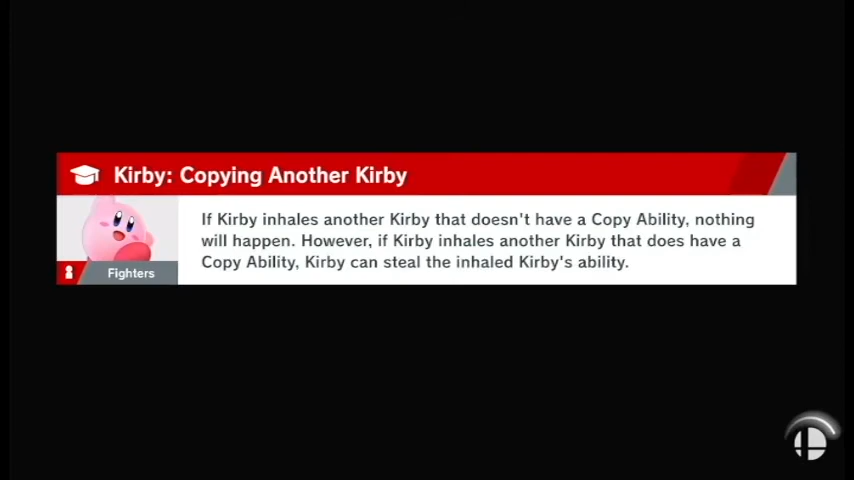 Kirby: Copying Another Kirby
If Kirby inhales another Kirby that doesn't have a Copy Ability, nothing
will happen. However, if Kirby inhales another Kirby that does have a
Copy Ability, Kirby can steal the inhaled Kirby's ability.
Fighters